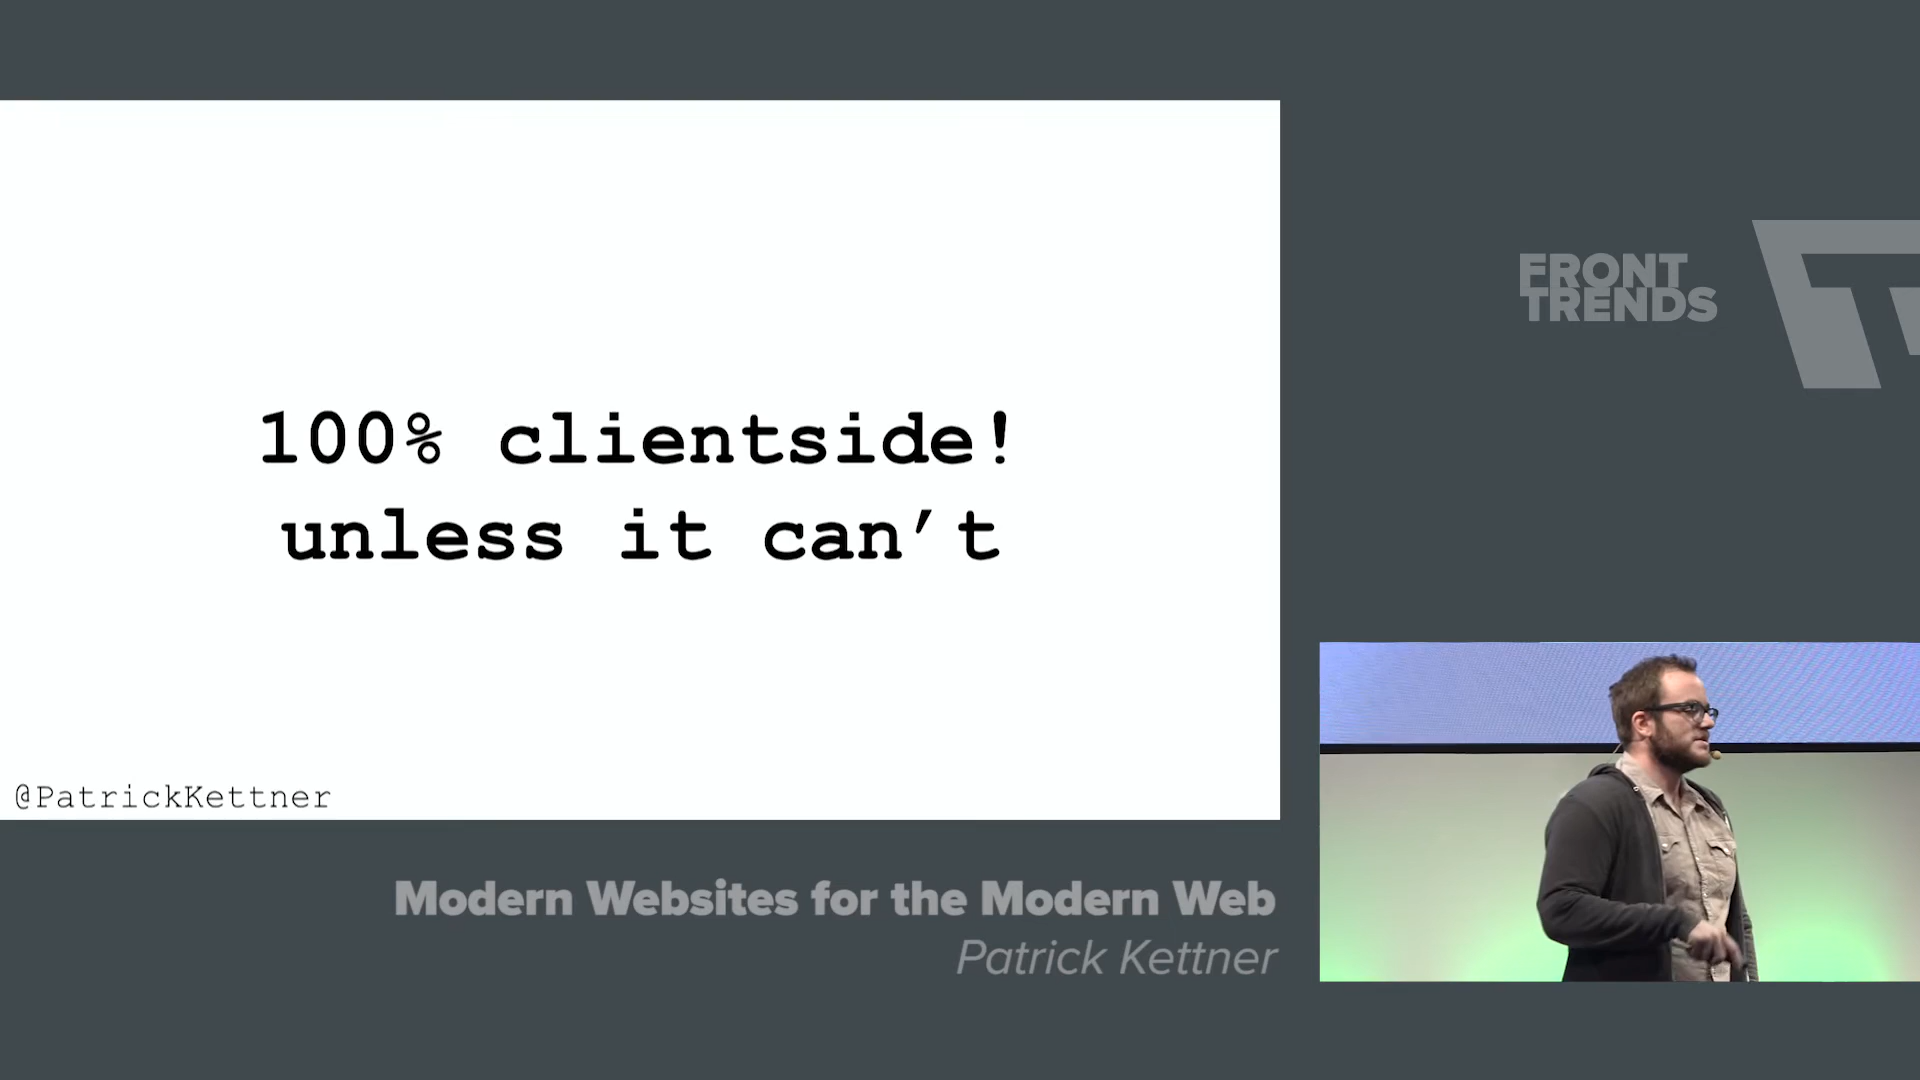 100% clientside!
unless it can’t
@PatrickKettner
FRONT
TRENDS
Modern Websites for the Modern Web
Patrick Kettner